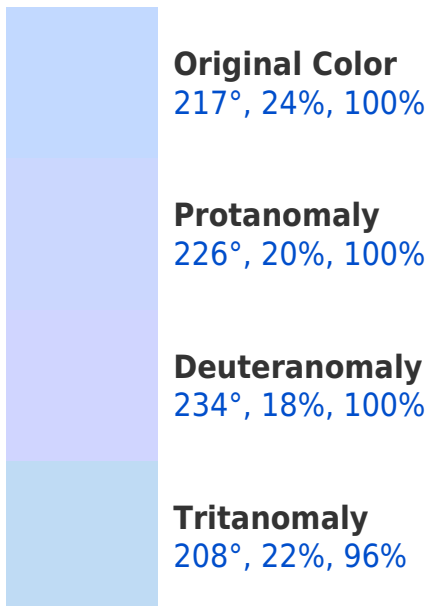 Original Color
217°, 24%, 100%
Protanomaly
226°, 20%, 100%
Deuteranomaly
234°, 18%, 100%
Tritanomaly
208°, 22%, 96%